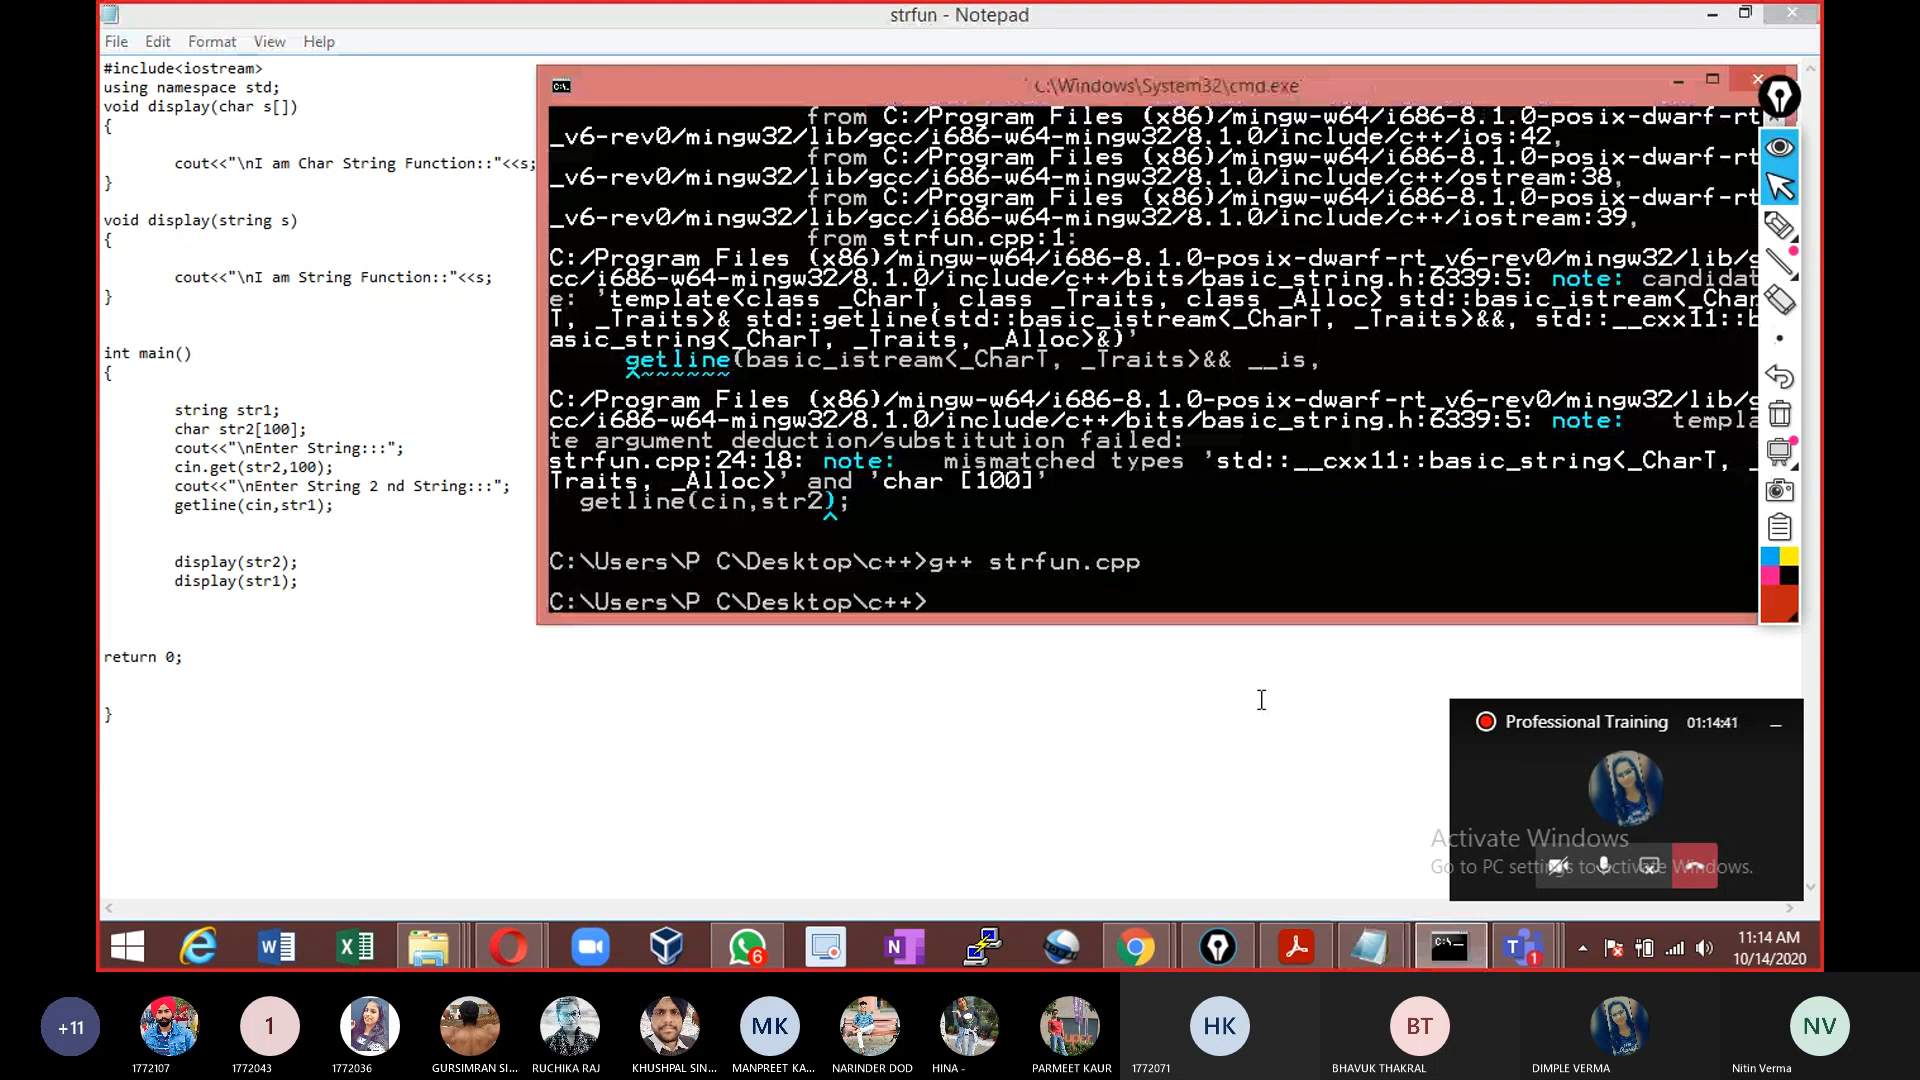 strfun - Notepad
File Edit Format View Help
#include<iostream>
using namespace std;
void display(char s[])
{
cout<<"\nI am Char String Function::"<<s;
}
void display(string s)
{
cout<<"\nI am String Function::"<<s;
}
int main()
{
string str1;
char str2[100];
cout<<"\nEnter String:::";
cin.get(str2,100);
cout<<"\nEnter String 2 nd String:::";
getline(cin,str1);
display(str2);
display(str1);
return 0;
}
C:\Windows\System32\cmd.exe
from C:/Program Files (x86)/mingw-w64/i686-8.1.0-posix-dwarf-rt
_v6-rev0/mingw32/lib/gcc/i686-w64-mingw32/8.1.0/include/c++/ios:42,
from C:/Program Files (x86)/mingw-w64/i686-8.1.0-posix-dwarf-rt
_v6-rev0/mingw32/lib/gcc/i686-w64-mingw32/8.1.0/include/c++/ostream:38,
from C:/Program Files (x86)/mingw-w64/i686-8.1.0-posix-dwarf-rt
_v6-rev0/mingw32/lib/gcc/i686-w64-mingw32/8.1.0/include/c++/iostream:39,
from strfun.cpp:1:
C:/Program Files (x86)/mingw-w64/i686-8.1.0-posix-dwarf-rt_v6-rev0/mingw32/lib/g
cc/i686-w64-mingw32/8.1.0/include/c++/bits/basic_string.h:6339:5: note: candidat
e: 'template<class _CharT, class _Traits, class _Alloc> std::basic_istream<_Char
T, _Traits>& std::getline(std::basic_istream<_CharT, _Traits>&&, std::__cxx11::b
asic_string<_CharT, _Traits, _Alloc>&)'
getline(basic_istream<_CharT, _Traits>&& __is,
^~~~~~~
C:/Program Files (x86)/mingw-w64/i686-8.1.0-posix-dwarf-rt_v6-rev0/mingw32/lib/g
cc/i686-w64-mingw32/8.1.0/include/c++/bits/basic_string.h:6339:5: note: templa
te argument deduction/substitution failed:
strfun.cpp:24:18: note: mismatched types 'std::__cxx11::basic_string<_CharT, _
Traits, _Alloc>' and 'char [100]'
getline(cin,str2);
^
C:\Users\P C\Desktop\c++>g++ strfun.cpp
C:\Users\P C\Desktop\c++>
Professional Training 01:14:41
Activate Windows
Go to PC settings to activate Windows.
6
1
11:14 AM
10/14/2020
+11
1
MK
HK
BT
NV
1772107
1772043
1772036
GURSIMRAN SI...
RUCHIKA RAJ
KHUSHPAL SIN...
MANPREET KA...
NARINDER DOD
HINA -
PARMEET KAUR
1772071
BHAVUK THAKRAL
DIMPLE VERMA
Nitin Verma